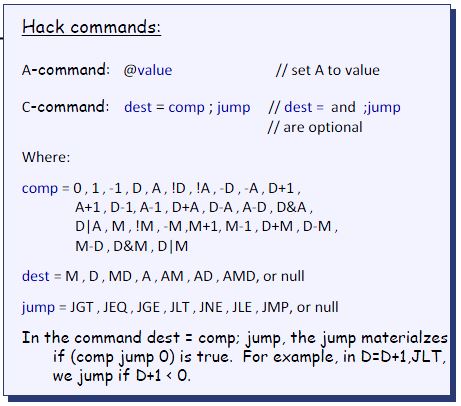 Hack commands:
A-command: @value // set A to value
C-command: dest = comp ; jump // dest = and ;jump
// are optional
Where:
comp = 0 , 1 , -1 , D , A , !D , !A , -D , -A , D+1 ,
A+1 , D-1, A-1 , D+A , D-A , A-D , D&A ,
D|A , M , !M , -M ,M+1, M-1 , D+M , D-M ,
M-D , D&M , D|M
dest = M , D , MD , A , AM , AD , AMD, or null
jump = JGT , JEQ , JGE , JLT , JNE , JLE , JMP, or null
In the command dest = comp; jump, the jump materialzes
if (comp jump 0) is true. For example, in D=D+1,JLT,
we jump if D+1 < 0.